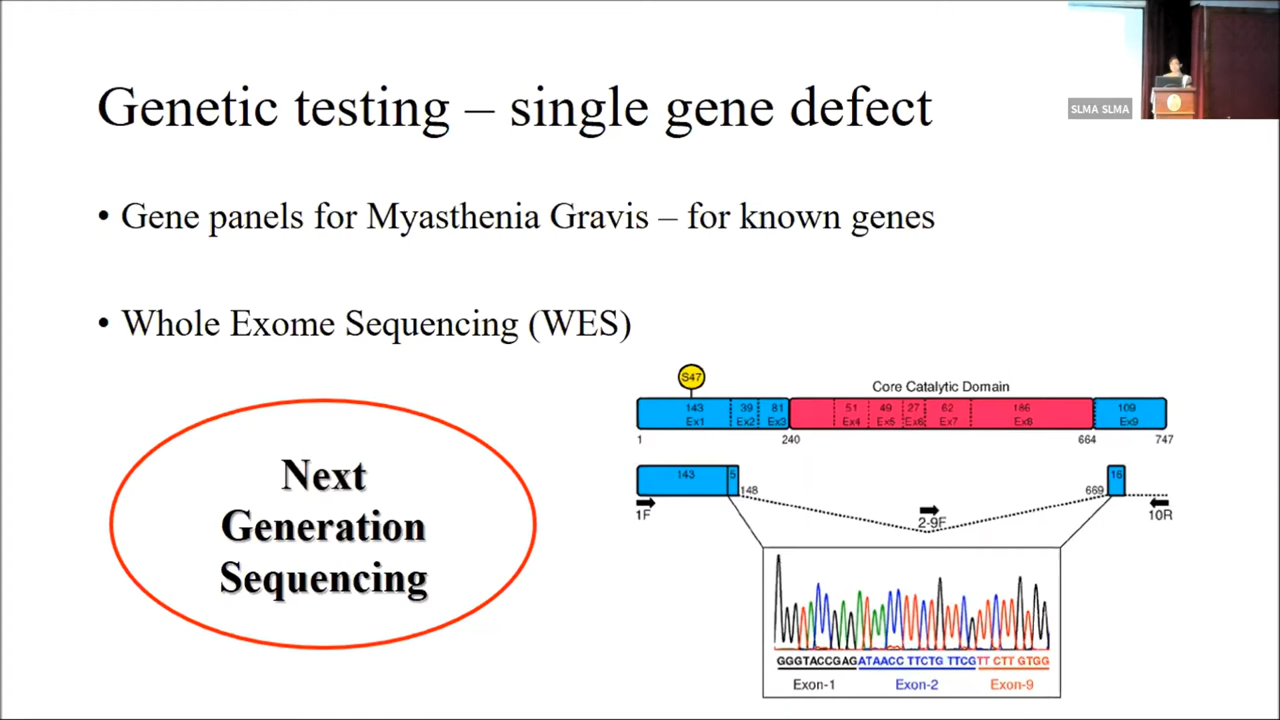 SLMA SLMA
Genetic testing – single gene defect
• Gene panels for Myasthenia Gravis – for known genes
• Whole Exome Sequencing (WES)
Next
Generation
Sequencing
S47
Core Catalytic Domain
143 39 81 51 49 27 62 186 109
Ex1 Ex2 Ex3 Ex4 Ex5 Ex6 Ex7 Ex8 Ex9
1 240 664 747
143 5 16
148 669
1F 2-9F 10R
GGGTACCGAGATAACC TTCTG TTCGTT CTT GTGG
Exon-1 Exon-2 Exon-9